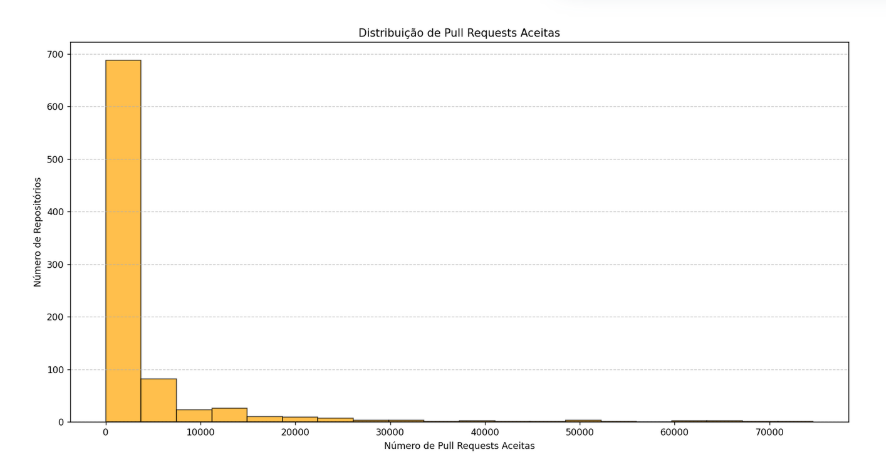 Distribuição de Pull Requests Aceitas
700
600
500
400
300
200
100
0
Número de Repositórios
0 10000 20000 30000 40000 50000 60000 70000
Número de Pull Requests Aceitas